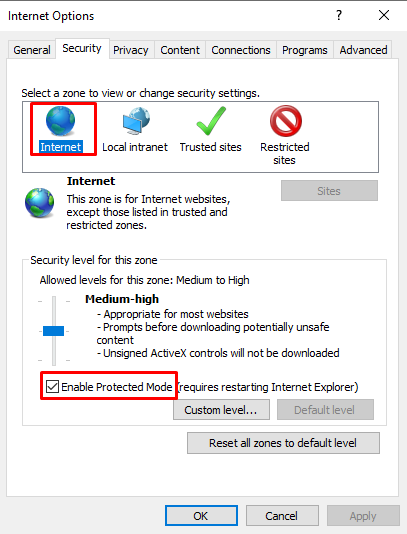 Internet Options
General Security Privacy Content Connections Programs Advanced
Select a zone to view or change security settings.
Internet
Local intranet
Trusted sites
Restricted
sites
Internet
This zone is for Internet websites,
except those listed in trusted and
restricted zones.
Sites
Security level for this zone
Allowed levels for this zone: Medium to High
Medium-high
- Appropriate for most websites
- Prompts before downloading potentially unsafe
content
- Unsigned ActiveX controls will not be downloaded
Enable Protected Mode (requires restarting Internet Explorer)
Custom level...
Default level
Reset all zones to default level
OK
Cancel
Apply